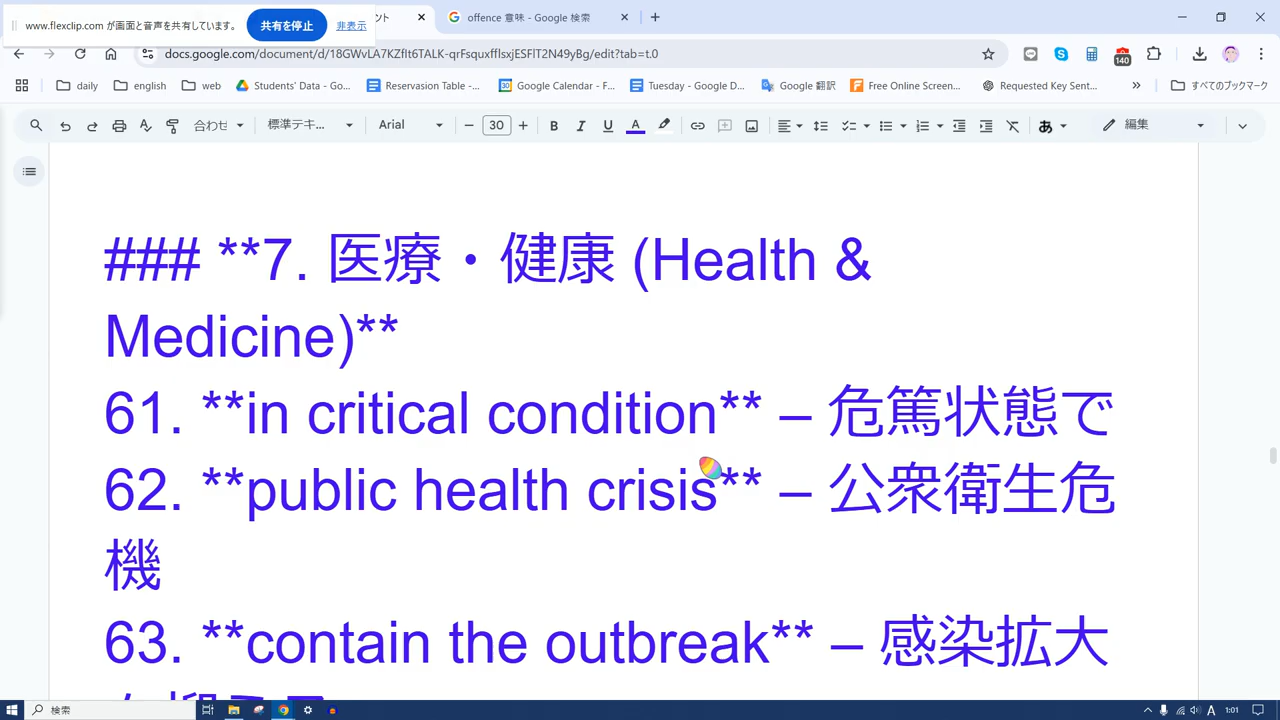 www.flexclip.com が画面と音声を共有しています。 共有を停止 非表示
ント × offence 意味 - Google 検索 × +
docs.google.com/document/d/18GWvLA7KZflt6TALK-qrFsquxfflsxjESFlT2N49yBg/edit?tab=t.0
140
daily english web Students' Data - Go... Reservasion Table -... Google Calendar - F... Tuesday - Google D... Google 翻訳 Free Online Screen... Requested Key Sent... » すべてのブックマーク
合わせ 標準テキ... Arial − 30 + B I U A あ 編集
### **7. 医療・健康 (Health &
Medicine)**
61. **in critical condition** – 危篤状態で
62. **public health crisis** – 公衆衛生危
機
63. **contain the outbreak** – 感染拡大
検索 A 1:01